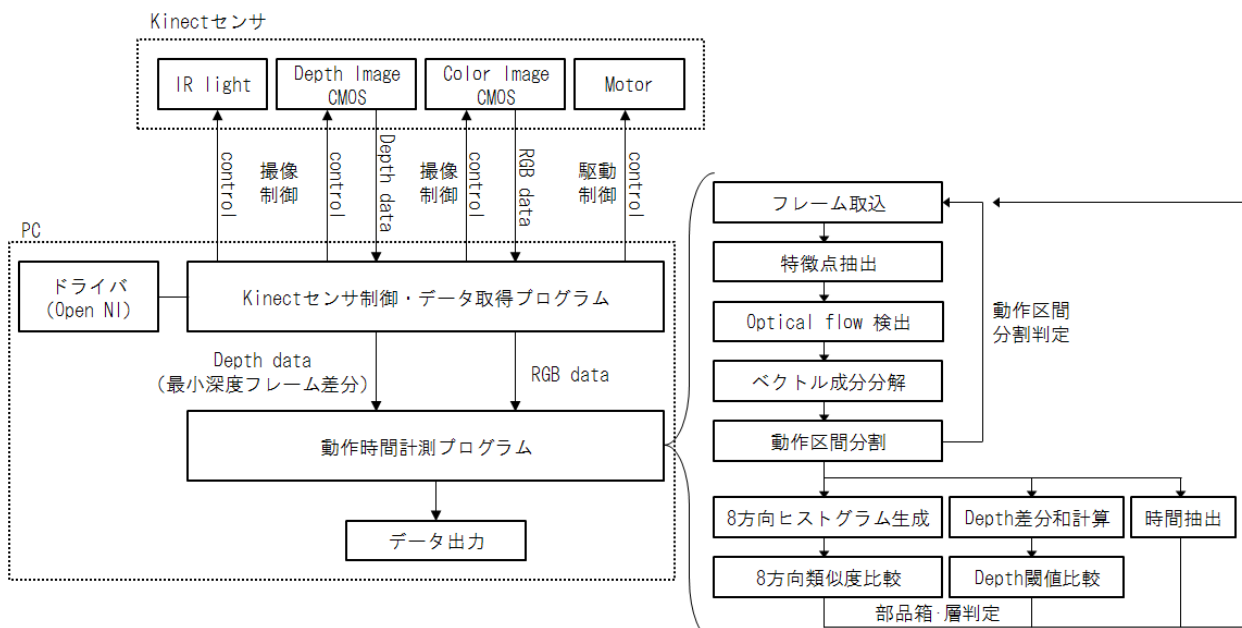 Kinectセンサ
IR light
Depth Image
CMOS
Color Image
CMOS
Motor
control
撮像
制御
control
Depth data
撮像
制御
control
RGB data
駆動
制御
control
PC
ドライバ
(Open NI)
Kinectセンサ制御・データ取得プログラム
Depth data
（最小深度フレーム差分）
RGB data
動作時間計測プログラム
データ出力
フレーム取込
特徴点抽出
Optical flow 検出
ベクトル成分分解
動作区間分割
動作区間
分割判定
8方向ヒストグラム生成
Depth差分和計算
時間抽出
8方向類似度比較
Depth閾値比較
部品箱・層判定